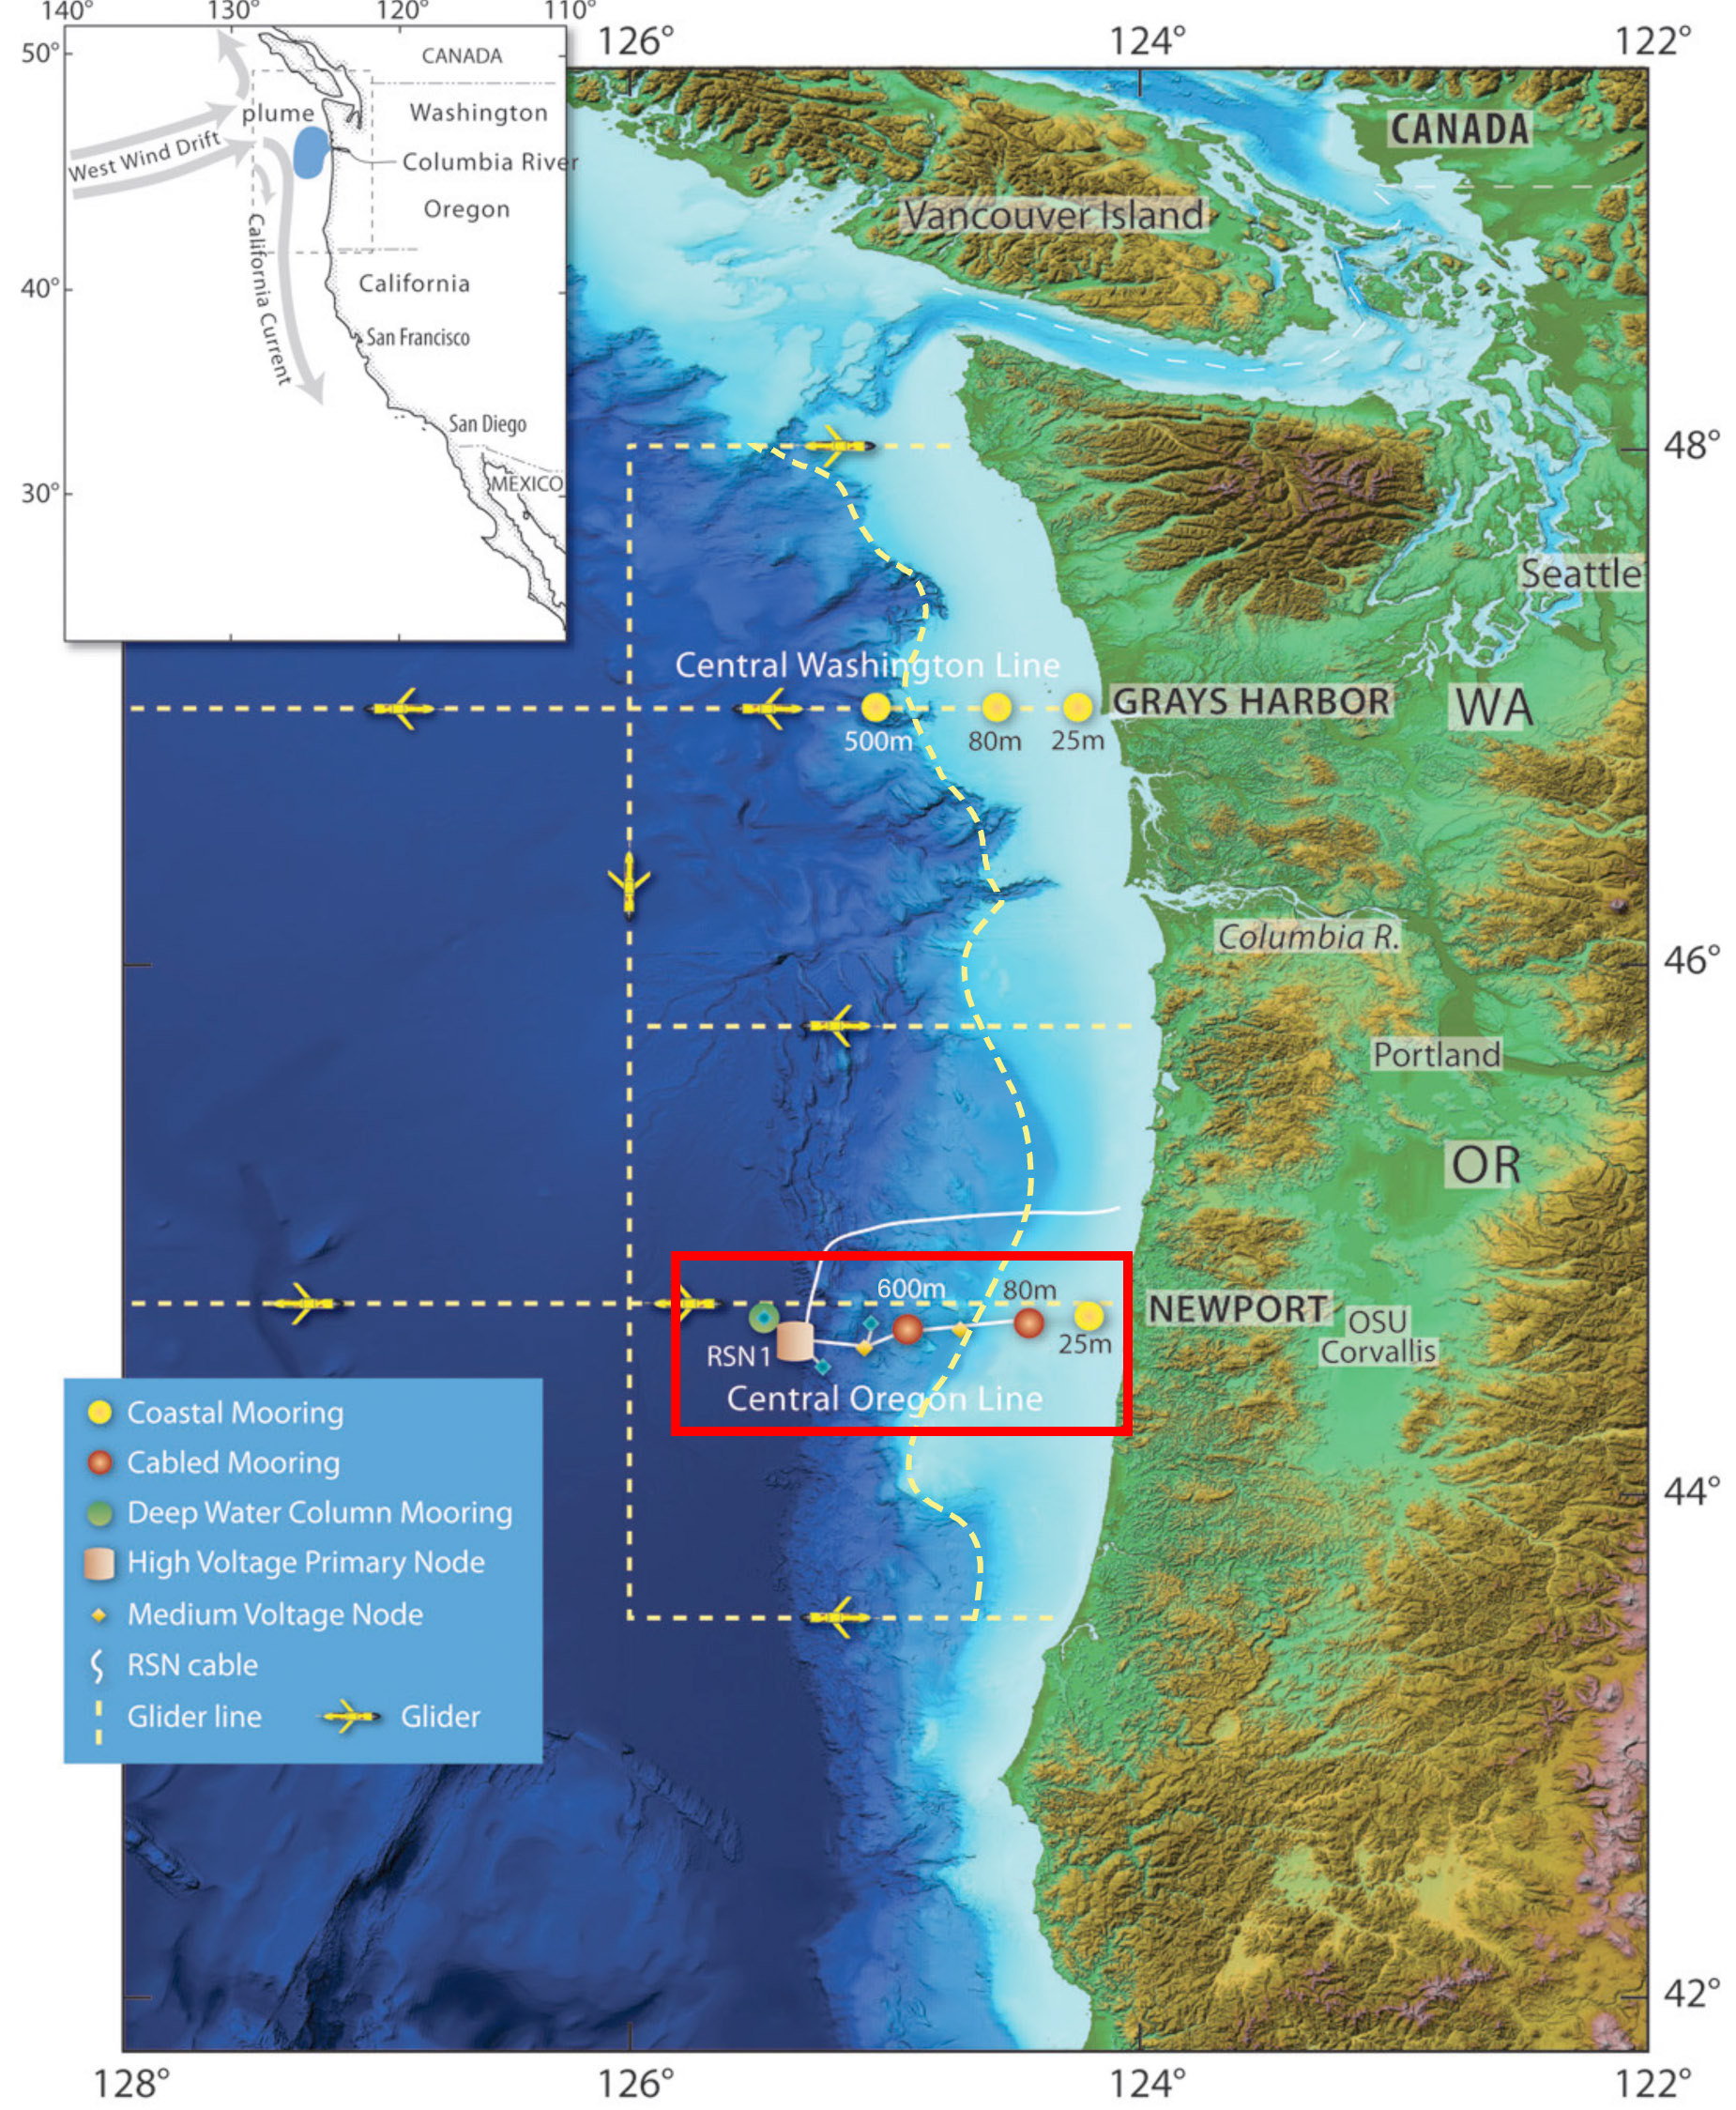 140°
130°
120°
110°
50°
40°
30°
CANADA
Washington
plume
West Wind Drift
Columbia River
Oregon
California Current
California
San Francisco
San Diego
MEXICO
126°
124°
122°
CANADA
Vancouver Island
48°
Seattle
Central Washington Line
GRAYS HARBOR
WA
500m
80m
25m
Columbia R.
46°
Portland
OR
600m
80m
NEWPORT
OSU
Corvallis
25m
RSN1
Central Oregon Line
44°
Coastal Mooring
Cabled Mooring
Deep Water Column Mooring
High Voltage Primary Node
Medium Voltage Node
RSN cable
Glider line
Glider
42°
128°
126°
124°
122°